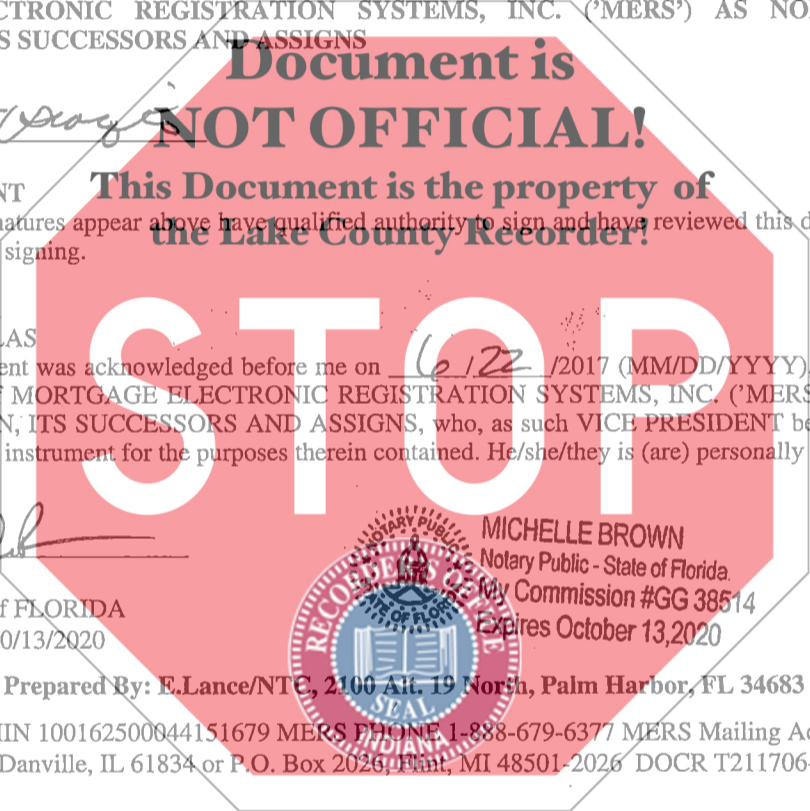 CTRONIC REGISTRATION SYSTEMS, INC. ('MERS') AS NO
S SUCCESSORS AND ASSIGNS
Document is
NOT OFFICIAL!
This Document is the property of
the Lake County Recorder!
NT
natures appear above have qualified authority to sign and have reviewed this d
signing.
STOP
LAS
ent was acknowledged before me on 6/22/2017 (MM/DD/YYYY),
f MORTGAGE ELECTRONIC REGISTRATION SYSTEMS, INC. ('MERS
N, ITS SUCCESSORS AND ASSIGNS, who, as such VICE PRESIDENT be
instrument for the purposes therein contained. He/she/they is (are) personally
NOTARY PUBLIC
STATE OF FLORIDA
MICHELLE BROWN
Notary Public - State of Florida
My Commission #GG 38514
Expires October 13,2020
RECORDER'S OFFICE
SEAL
INDIANA
f FLORIDA
0/13/2020
Prepared By: E.Lance/NTC, 2100 Alt. 19 North, Palm Harbor, FL 34683
IIN 100162500044151679 MERS PHONE 1-888-679-6377 MERS Mailing Ad
Danville, IL 61834 or P.O. Box 2026, Flint, MI 48501-2026 DOCR T211706-